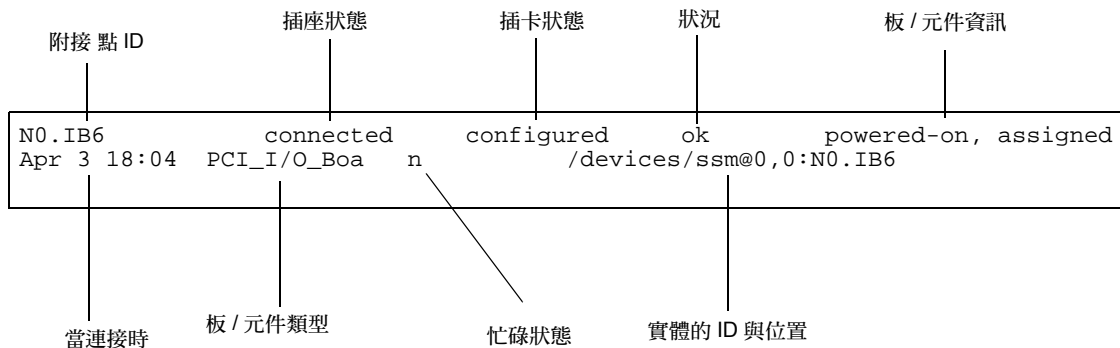 插座狀態 插卡狀態 狀況 板 / 元件資訊
附接 點 ID
N0.IB6 connected configured ok powered-on, assigned
Apr 3 18:04 PCI_I/O_Boa n /devices/ssm@0,0:N0.IB6
當連接時 板 / 元件類型 忙碌狀態 實體的 ID 與位置